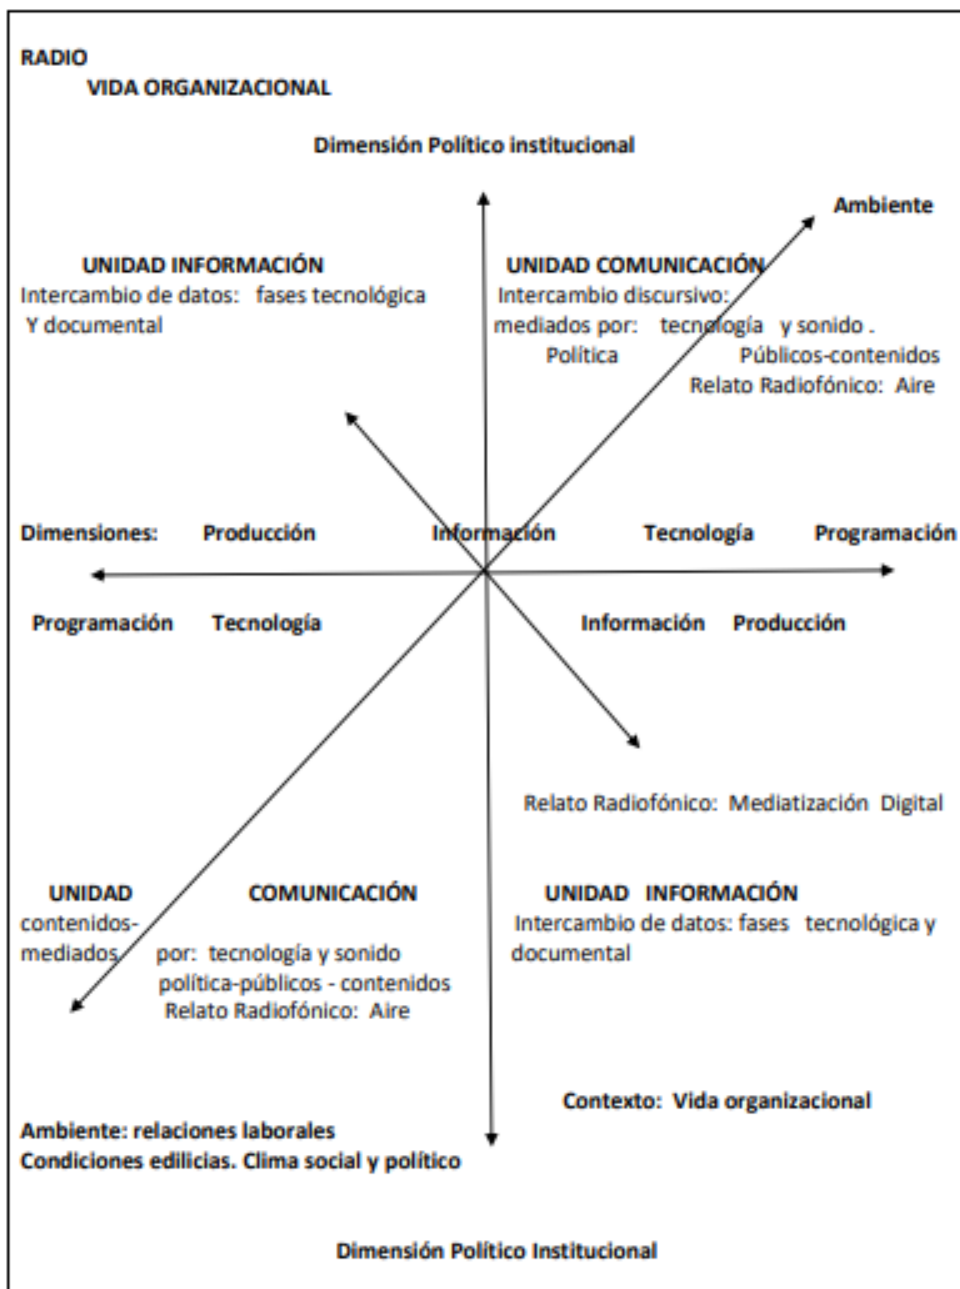 RADIO
VIDA ORGANIZACIONAL
Dimensión Político institucional
Ambiente
UNIDAD INFORMACIÓN
Intercambio de datos: fases tecnológica
Y documental
UNIDAD COMUNICACIÓN
Intercambio discursivo:
mediados por: tecnología y sonido .
Política Públicos-contenidos
Relato Radiofónico: Aire
Dimensiones: Producción Información Tecnología Programación
Programación Tecnología Información Producción
Relato Radiofónico: Mediatización Digital
UNIDAD COMUNICACIÓN
contenidos-
mediados por: tecnología y sonido
política-públicos - contenidos
Relato Radiofónico: Aire
UNIDAD INFORMACIÓN
Intercambio de datos: fases tecnológica y
documental
Contexto: Vida organizacional
Ambiente: relaciones laborales
Condiciones edilicias. Clima social y político
Dimensión Político Institucional